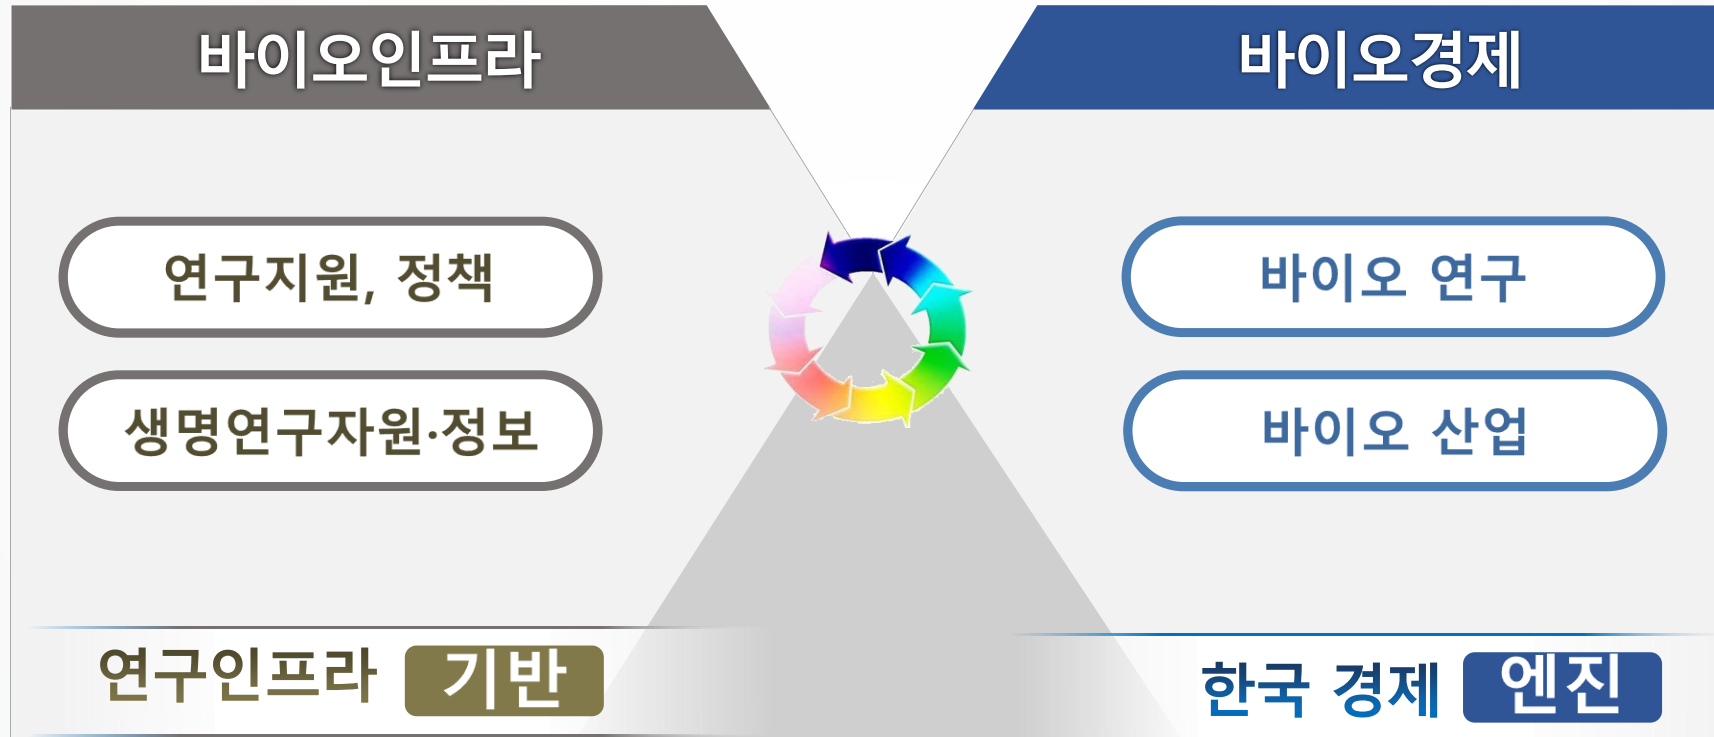 바이오인프라
바이오경제
연구지원, 정책
바이오 연구
생명연구자원·정보
바이오 산업
연구인프라 기반
한국 경제 엔진